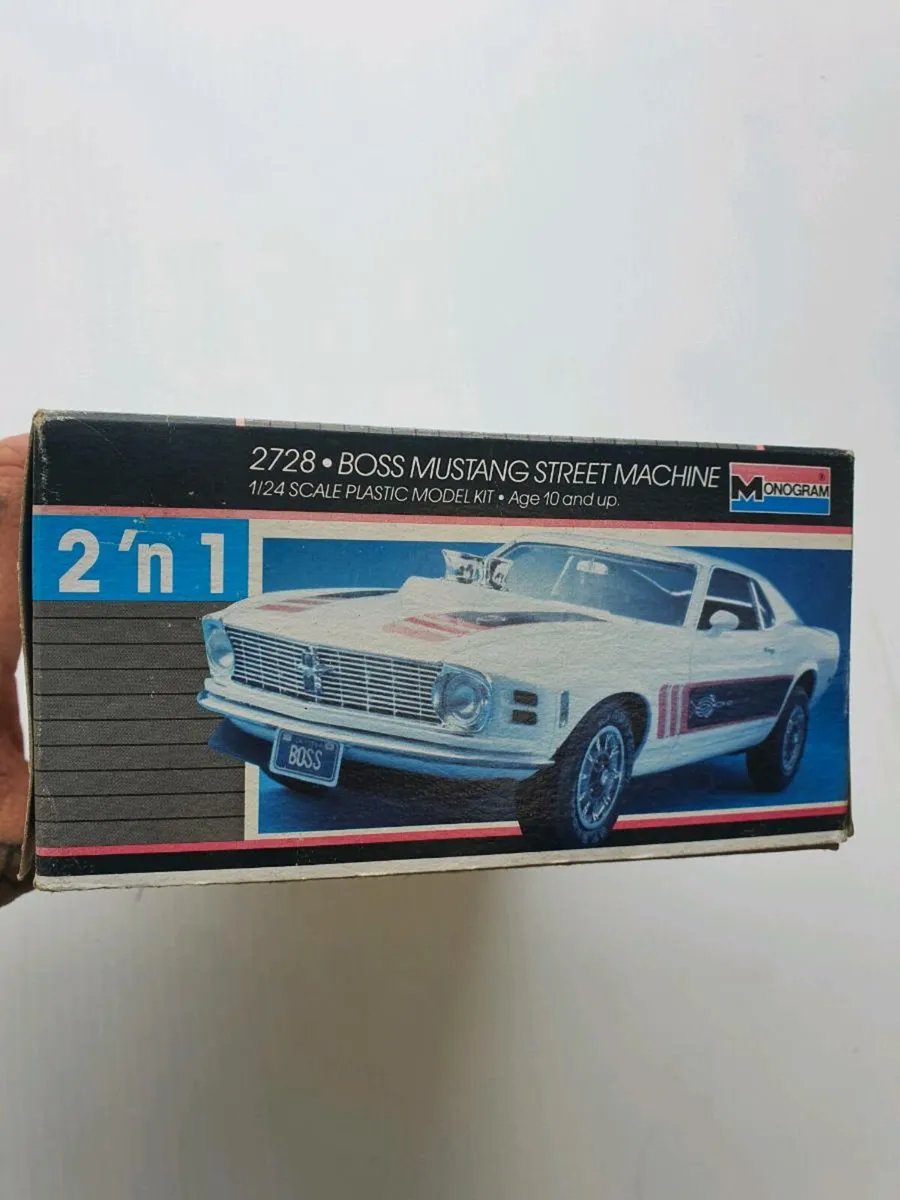 2728 • BOSS MUSTANG STREET MACHINE
1/24 SCALE PLASTIC MODEL KIT • Age 10 and up.
MONOGRAM ®
2 'n 1
BOSS